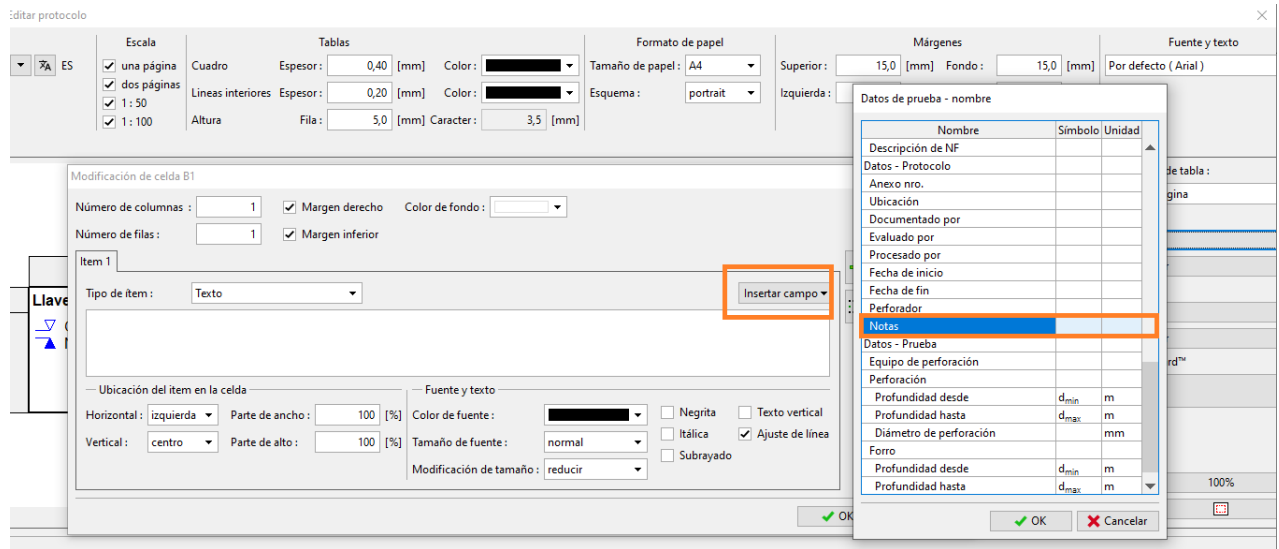 Editar protocolo
ES
Escala
una página
dos páginas
1 : 50
1 : 100
Tablas
Cuadro Espesor : 0,40 [mm] Color :
Lineas interiores Espesor : 0,20 [mm] Color :
Altura Fila : 5,0 [mm] Caracter : 3,5 [mm]
Formato de papel
Tamaño de papel : A4
Esquema : portrait
Márgenes
Superior : 15,0 [mm] Fondo : 15,0 [mm]
Izquierda :
Fuente y texto
Por defecto ( Arial )
Modificación de celda B1
Número de columnas : 1 Margen derecho Color de fondo :
Número de filas : 1 Margen inferior
Item 1
Tipo de ítem : Texto Insertar campo
Ubicación del item en la celda
Horizontal : izquierda Parte de ancho : 100 [%]
Vertical : centro Parte de alto : 100 [%]
Fuente y texto
Color de fuente :
Tamaño de fuente : normal
Modificación de tamaño : reducir
Negrita Texto vertical
Itálica Ajuste de línea
Subrayado
OK
Llave
Datos de prueba - nombre
Nombre Símbolo Unidad
Descripción de NF
Datos - Protocolo
Anexo nro.
Ubicación
Documentado por
Evaluado por
Procesado por
Fecha de inicio
Fecha de fin
Perforador
Notas
Datos - Prueba
Equipo de perforación
Perforación
Profundidad desde dmin m
Profundidad hasta dmax m
Diámetro de perforación mm
Forro
Profundidad desde dmin m
Profundidad hasta dmax m
OK Cancelar
de tabla :
gina
rd™
100%